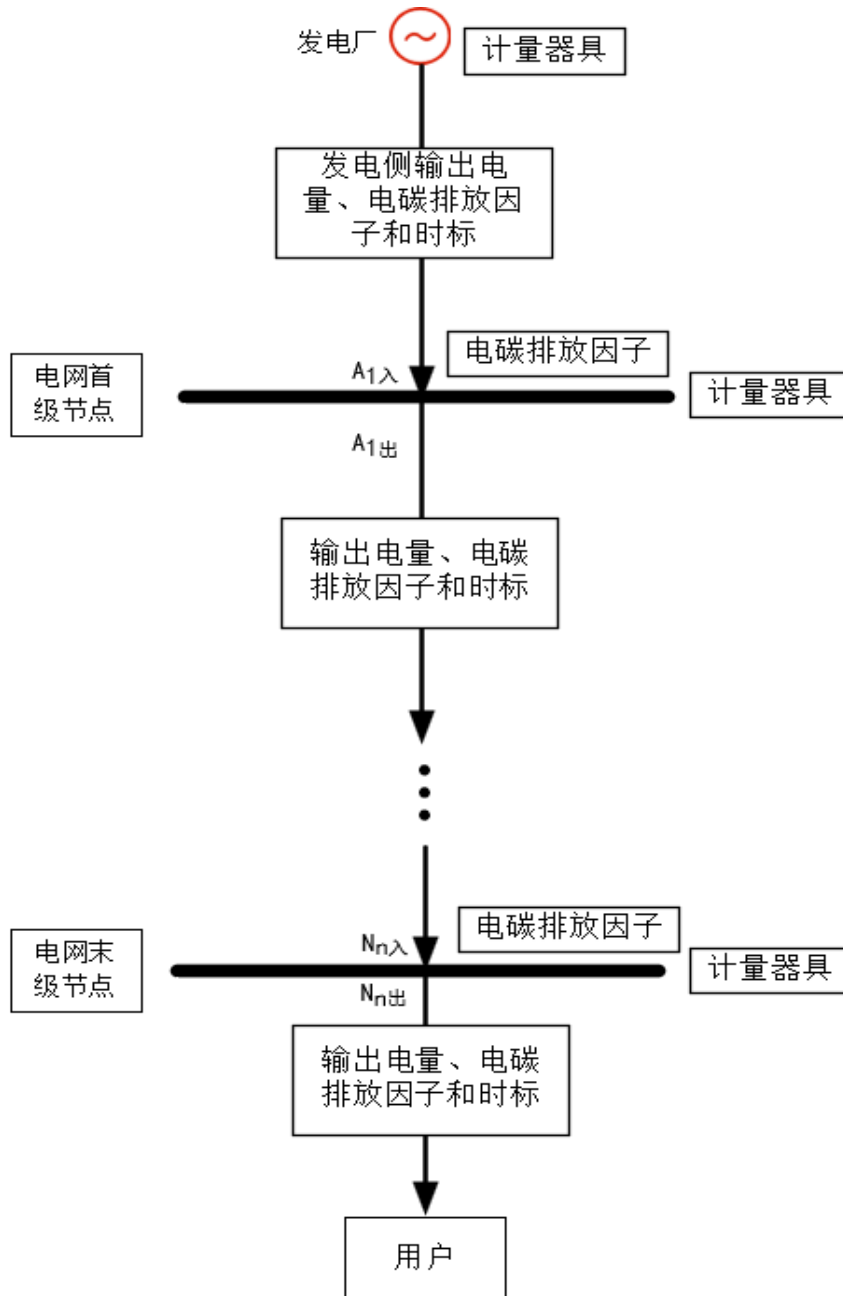 发电厂
计量器具
发电侧输出电
量、电碳排放因
子和时标
电碳排放因子
A1入
电网首
级节点
计量器具
A1出
输出电量、电碳
排放因子和时标
电碳排放因子
Nn入
电网末
级节点
计量器具
Nn出
输出电量、电碳
排放因子和时标
用户